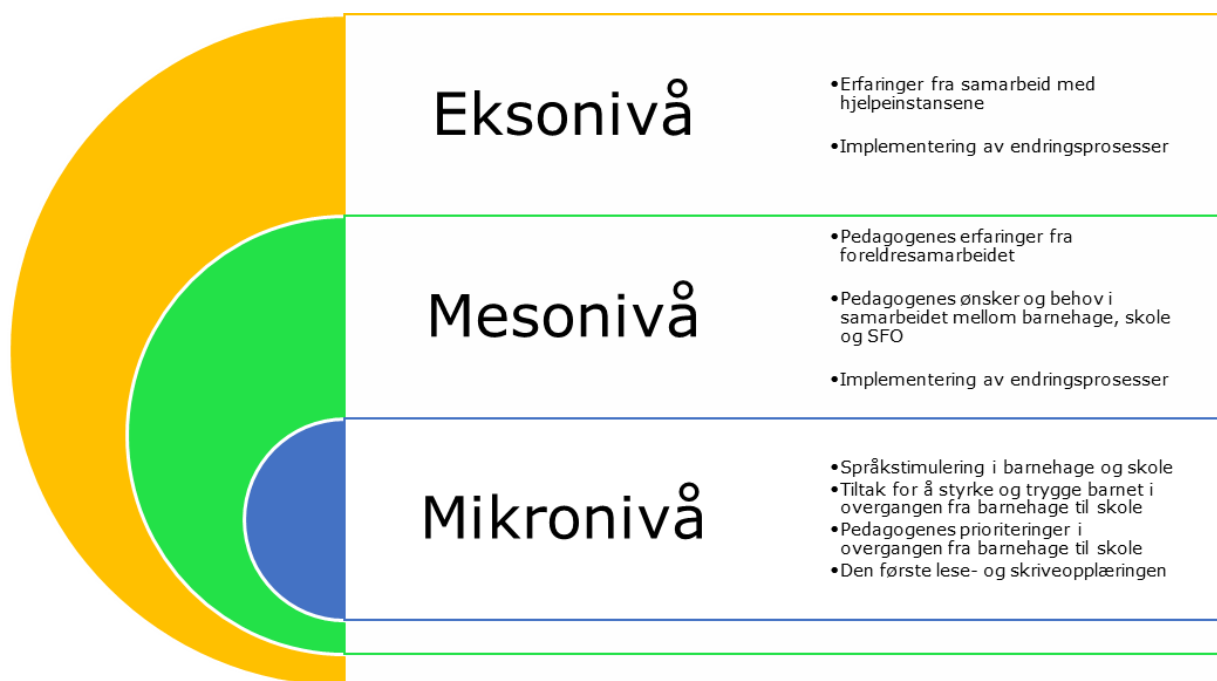 Eksonivå
•Erfaringer fra samarbeid med
hjelpeinstansene
•Implementering av endringsprosesser
Mesonivå
•Pedagogenes erfaringer fra
foreldresamarbeidet
•Pedagogenes ønsker og behov i
samarbeidet mellom barnehage, skole
og SFO
•Implementering av endringsprosesser
Mikronivå
•Språkstimulering i barnehage og skole
•Tiltak for å styrke og trygge barnet i
overgangen fra barnehage til skole
•Pedagogenes prioriteringer i
overgangen fra barnehage til skole
•Den første lese- og skriveopplæringen